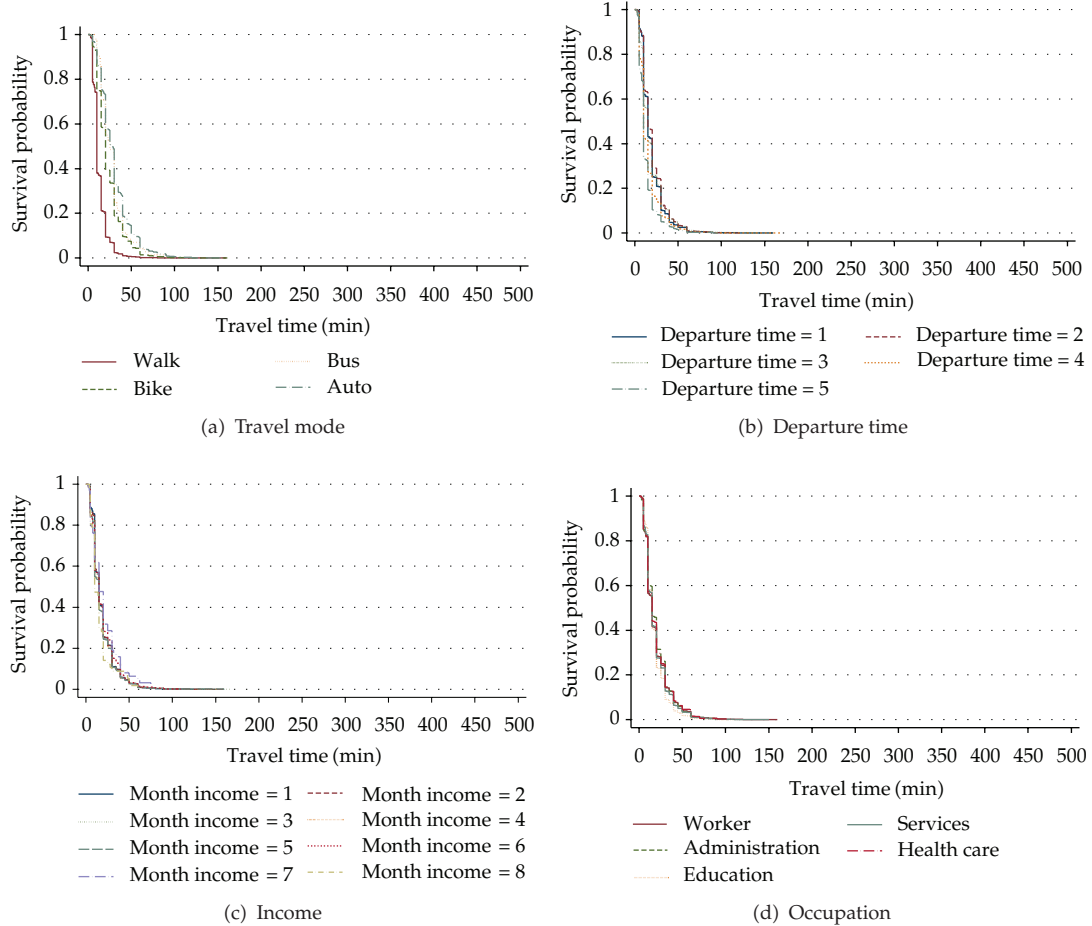 1
0.8
0.6
0.4
0.2
0
Survival probability
0 50 100 150 200 250 300 350 400 450 500
Travel time (min)
Walk Bus
Bike Auto
(a) Travel mode
1
0.8
0.6
0.4
0.2
0
Survival probability
0 50 100 150 200 250 300 350 400 450 500
Travel time (min)
Departure time = 1 Departure time = 2
Departure time = 3 Departure time = 4
Departure time = 5
(b) Departure time
1
0.8
0.6
0.4
0.2
0
Survival probability
0 50 100 150 200 250 300 350 400 450 500
Travel time (min)
Month income = 1 Month income = 2
Month income = 3 Month income = 4
Month income = 5 Month income = 6
Month income = 7 Month income = 8
(c) Income
1
0.8
0.6
0.4
0.2
0
Survival probability
0 50 100 150 200 250 300 350 400 450 500
Travel time (min)
Worker Services
Administration Health care
Education
(d) Occupation